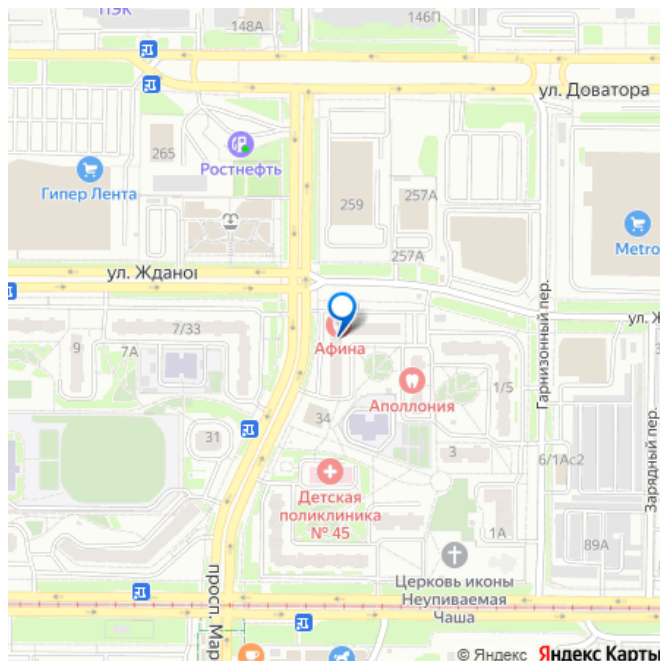 ПЭК
148А
146П
ул. Доватора
265
Ростнефть
Гипер Лента
259
257А
257А
Metro
ул. Жданов
ул. Ж
7/33
9
7А
Афина
Аполлония
1/5
Гарнизонный пер.
34
31
3
6/1Ас2
Зарядный пер.
Детская
поликлиника
№ 45
1А
89А
просп. Мар
Церковь иконы
Неупиваемая
Чаша
© Яндекс Яндекс Карты